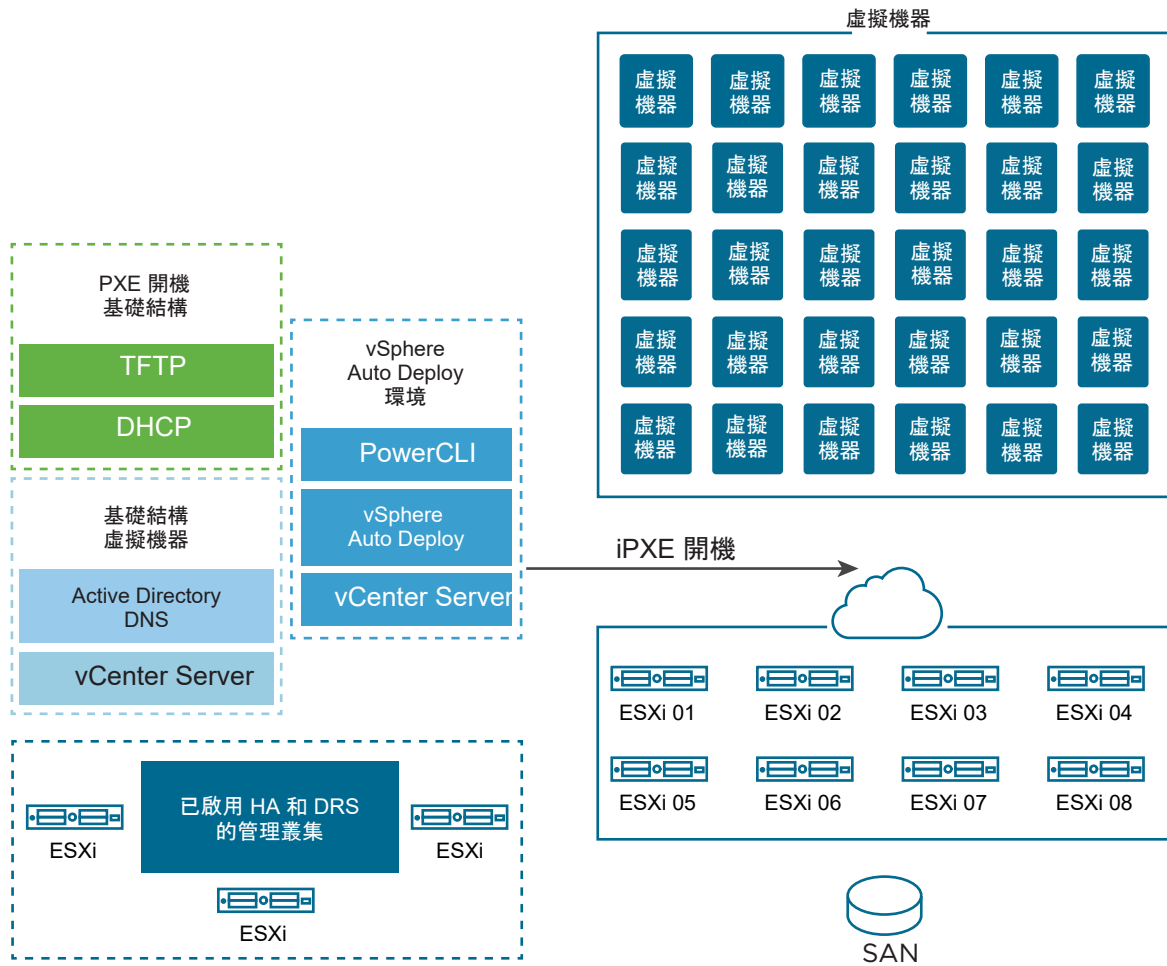 虛擬機器
虛擬
機器
虛擬
機器
虛擬
機器
虛擬
機器
虛擬
機器
虛擬
機器
虛擬
機器
虛擬
機器
虛擬
機器
虛擬
機器
虛擬
機器
虛擬
機器
虛擬
機器
虛擬
機器
虛擬
機器
虛擬
機器
虛擬
機器
虛擬
機器
虛擬
機器
虛擬
機器
虛擬
機器
虛擬
機器
虛擬
機器
虛擬
機器
虛擬
機器
虛擬
機器
虛擬
機器
虛擬
機器
虛擬
機器
虛擬
機器
PXE 開機
基礎結構
TFTP
DHCP
基礎結構
虛擬機器
Active Directory
DNS
vCenter Server
vSphere
Auto Deploy
環境
PowerCLI
vSphere
Auto Deploy
vCenter Server
iPXE 開機
ESXi 01
ESXi 02
ESXi 03
ESXi 04
ESXi 05
ESXi 06
ESXi 07
ESXi 08
已啟用 HA 和 DRS
的管理叢集
ESXi
ESXi
ESXi
SAN